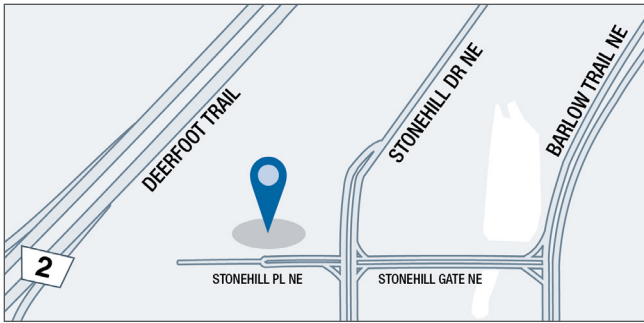 DEERFOOT TRAIL
STONEHILL DR NE
BARLOW TRAIL NE
2
STONEHILL PL NE
STONEHILL GATE NE